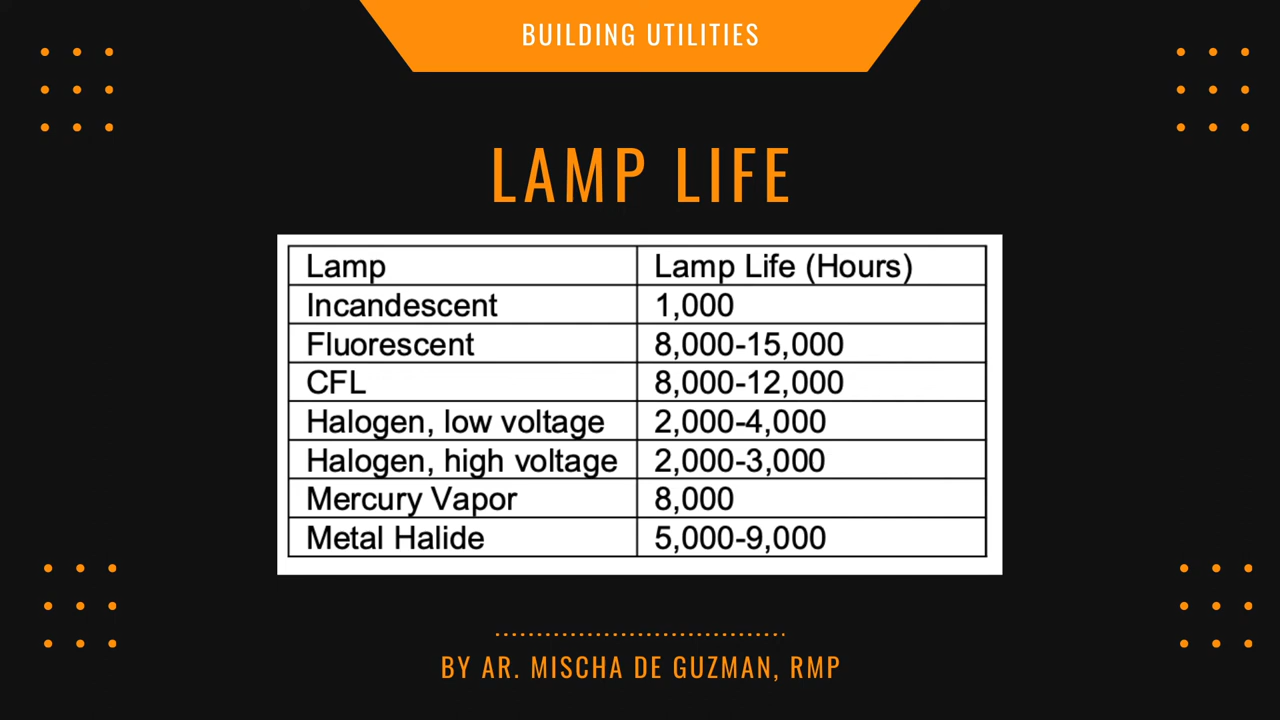 BUILDING UTILITIES
LAMP LIFE
Lamp Lamp Life (Hours)
Incandescent 1,000
Fluorescent 8,000-15,000
CFL 8,000-12,000
Halogen, low voltage 2,000-4,000
Halogen, high voltage 2,000-3,000
Mercury Vapor 8,000
Metal Halide 5,000-9,000
BY AR. MISCHA DE GUZMAN, RMP